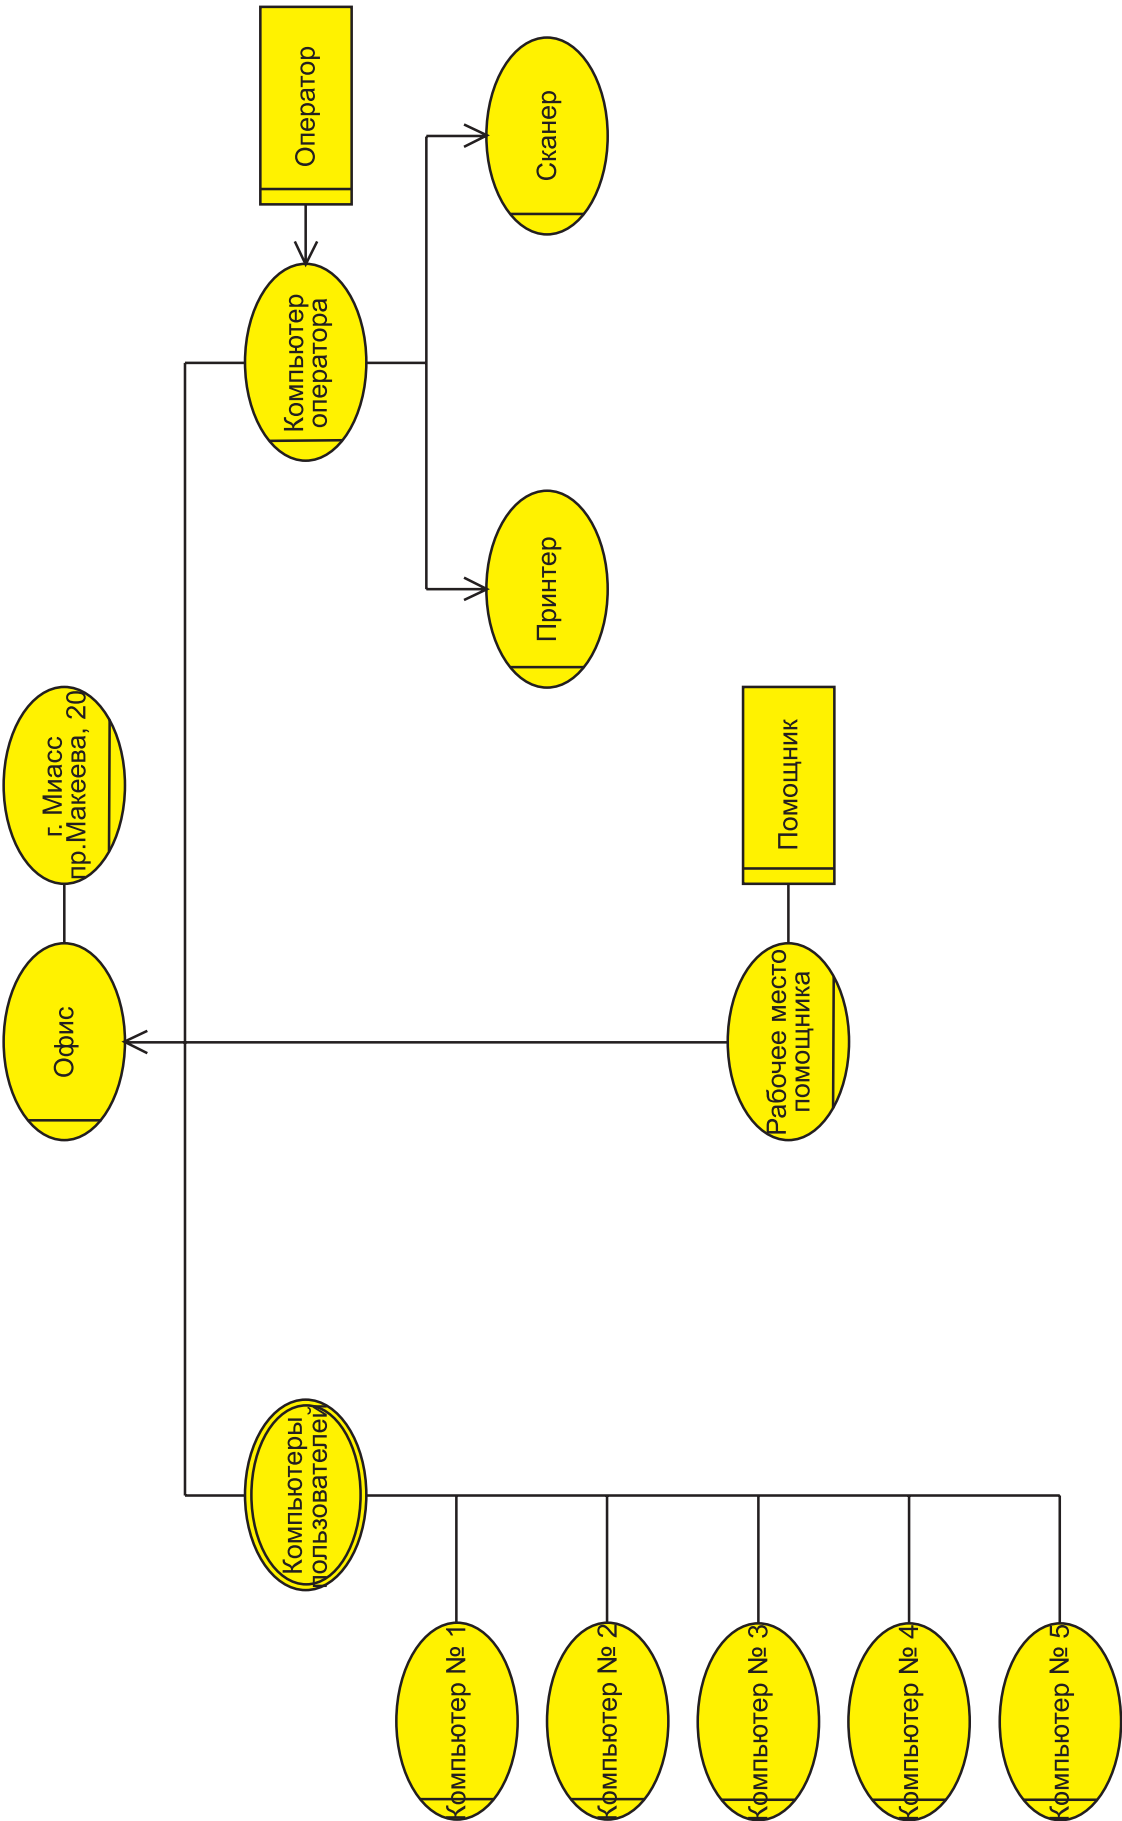 Офис
г. Миасс
пр.Макеева, 20
Компьютеры
пользователей
Компьютер
оператора
Оператор
Компьютер № 1
Принтер
Сканер
Компьютер № 2
Компьютер № 3
Рабочее место
помощника
Помощник
Компьютер № 4
Компьютер № 5